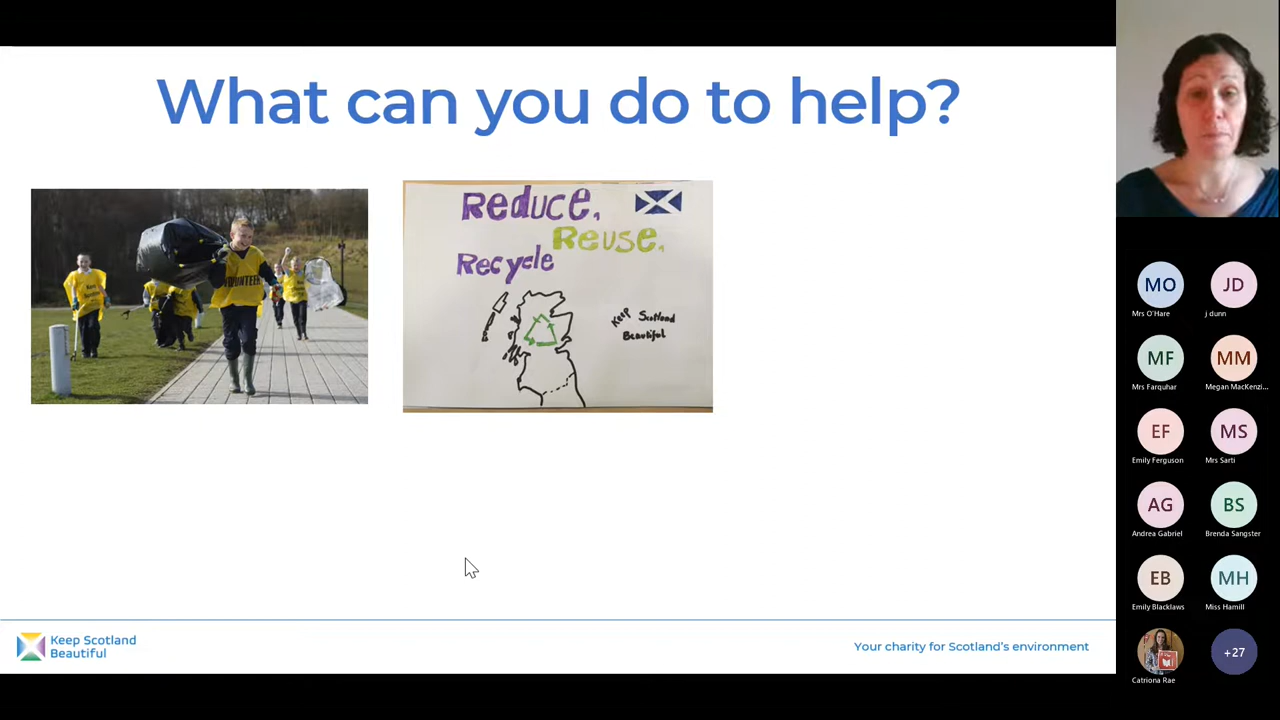 What can you do to help?
VOLUNTEER
Reduce,
Reuse,
Recycle
Keep Scotland
Beautiful
Keep Scotland
Beautiful
Your charity for Scotland's environment
MO
JD
Mrs O'Hare
j dunn
MF
MM
Mrs Farquhar
Megan MacKenzi...
EF
MS
Emily Ferguson
Mrs Sarti
AG
BS
Andrea Gabriel
Brenda Sangster
EB
MH
Emily Blacklaws
Miss Hamill
+27
Catriona Rae